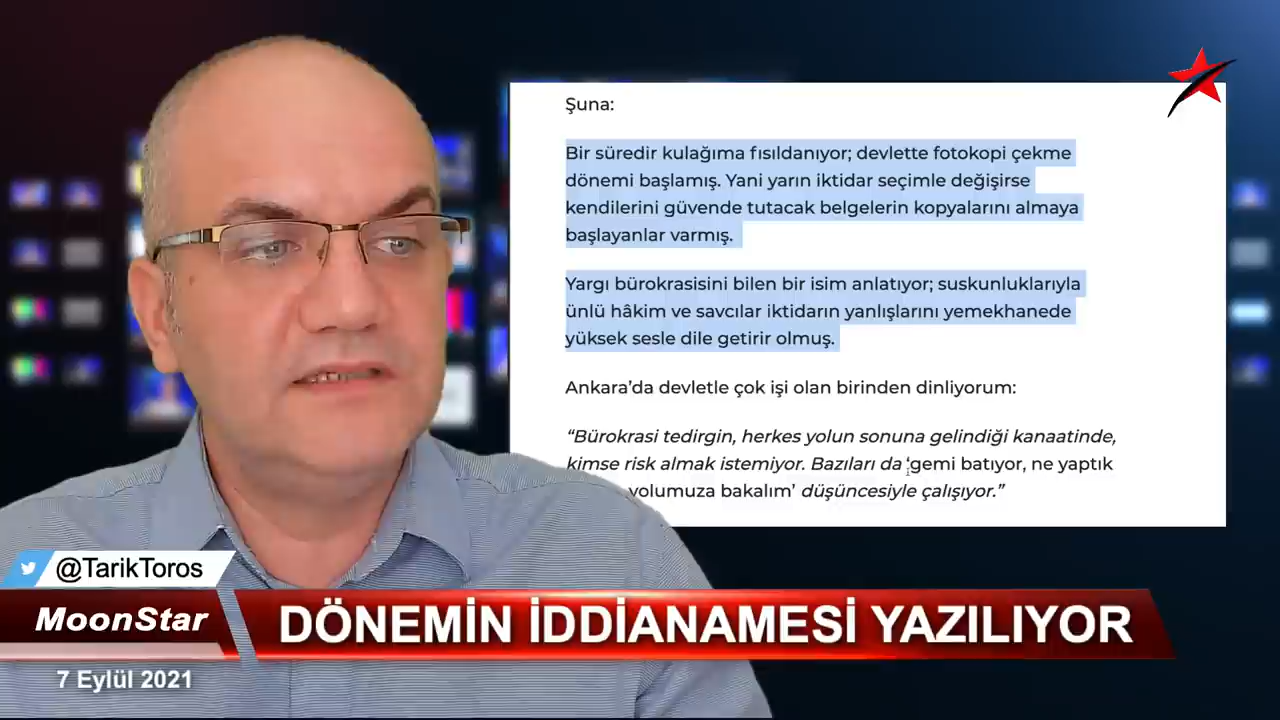 Şuna:
Bir süredir kulağıma fısıldanıyor; devlette fotokopi çekme
dönemi başlamış. Yani yarın iktidar seçimle değişirse
kendilerini güvende tutacak belgelerin kopyalarını almaya
başlayanlar varmış.
Yargı bürokrasisini bilen bir isim anlatıyor; suskunluklarıyla
ünlü hâkim ve savcılar iktidarın yanlışlarını yemekhanede
yüksek sesle dile getirir olmuş.
Ankara’da devletle çok işi olan birinden dinliyorum:
“Bürokrasi tedirgin, herkes yolun sonuna gelindiği kanaatinde,
kimse risk almak istemiyor. Bazıları da ‘gemi batıyor, ne yaptık
yolumuza bakalım’ düşüncesiyle çalışıyor.”
@TarikToros
MoonStar
DÖNEMİN İDDİANAMESİ YAZILIYOR
7 Eylül 2021